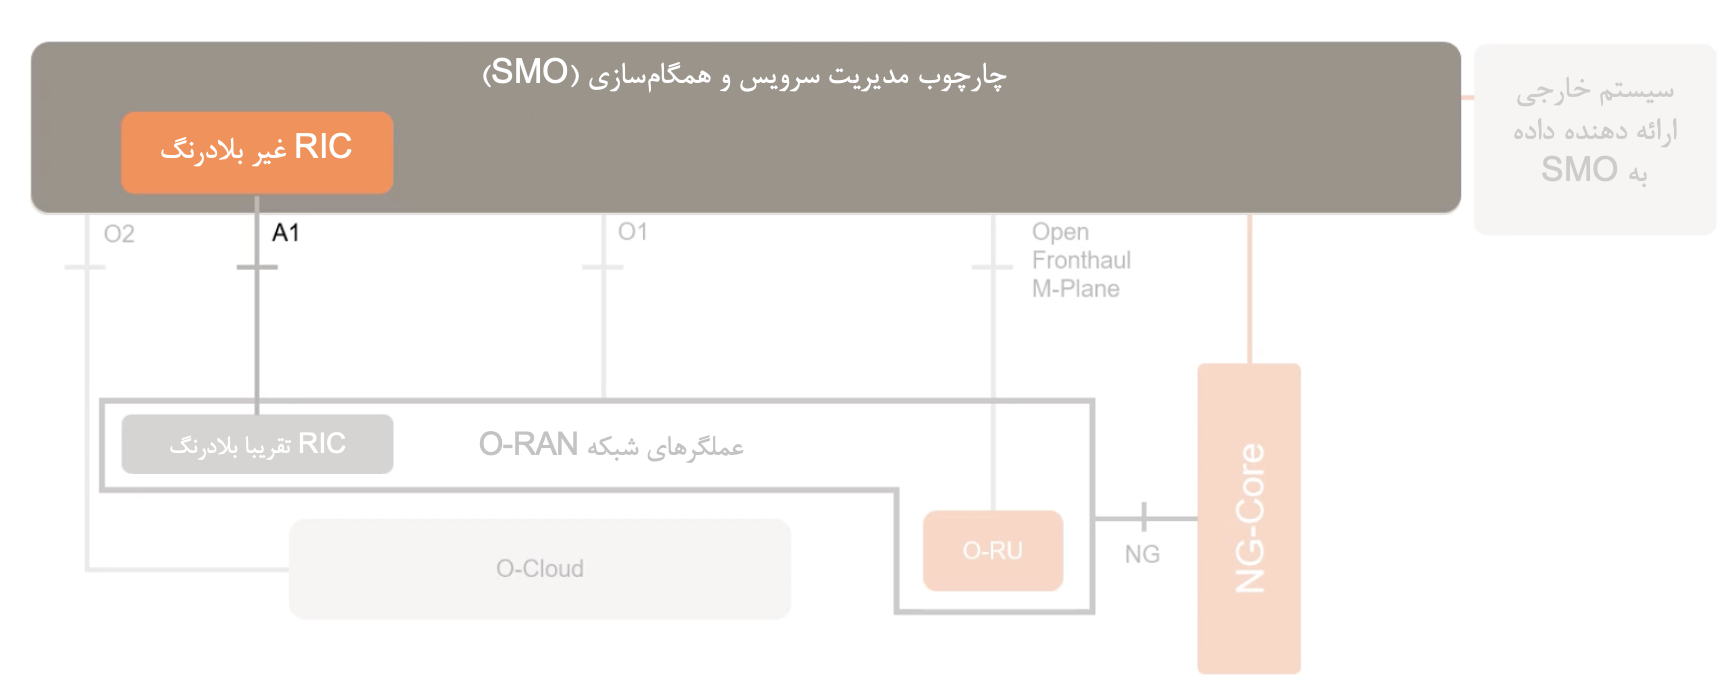 چارچوب مدیریت سرویس و همگام‌سازی (SMO)
سیستم خارجی
ارائه دهنده داده
به SMO
RIC غیر بلادرنگ
O2
A1
O1
Open
Fronthaul
M-Plane
RIC تقریبا بلادرنگ
عملگرهای شبکه O-RAN
NG-Core
O-RU
NG
O-Cloud